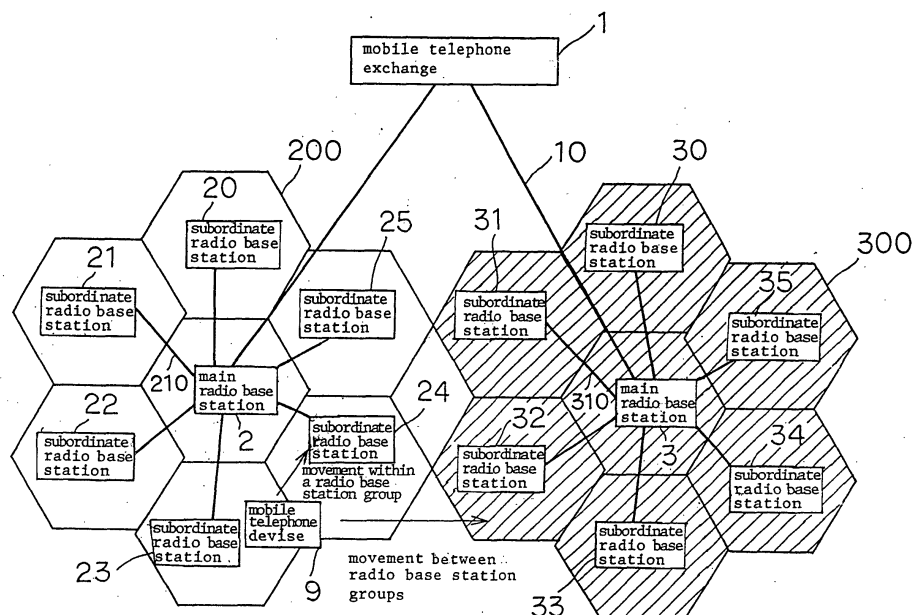 1
mobile telephone
exchange
200
10
30
20
subordinate
radio base
station
25
31
subordinate
radio base
station
300
21
subordinate
radio base
station
subordinate
radio base
station
subordinate
radio base
station
35
subordinate
radio base
station
210
main
radio base
station
2
310
main
radio base
station
3
22
subordinate
radio base
station
24
subordinate
radio base
station
movement within
a radio base
station group
32
subordinate
radio base
station
34
subordinate
radio base
station
mobile
telephone
devise
9
23
subordinate
radio base
station
movement between
radio base station
groups
33
subordinate
radio base
station